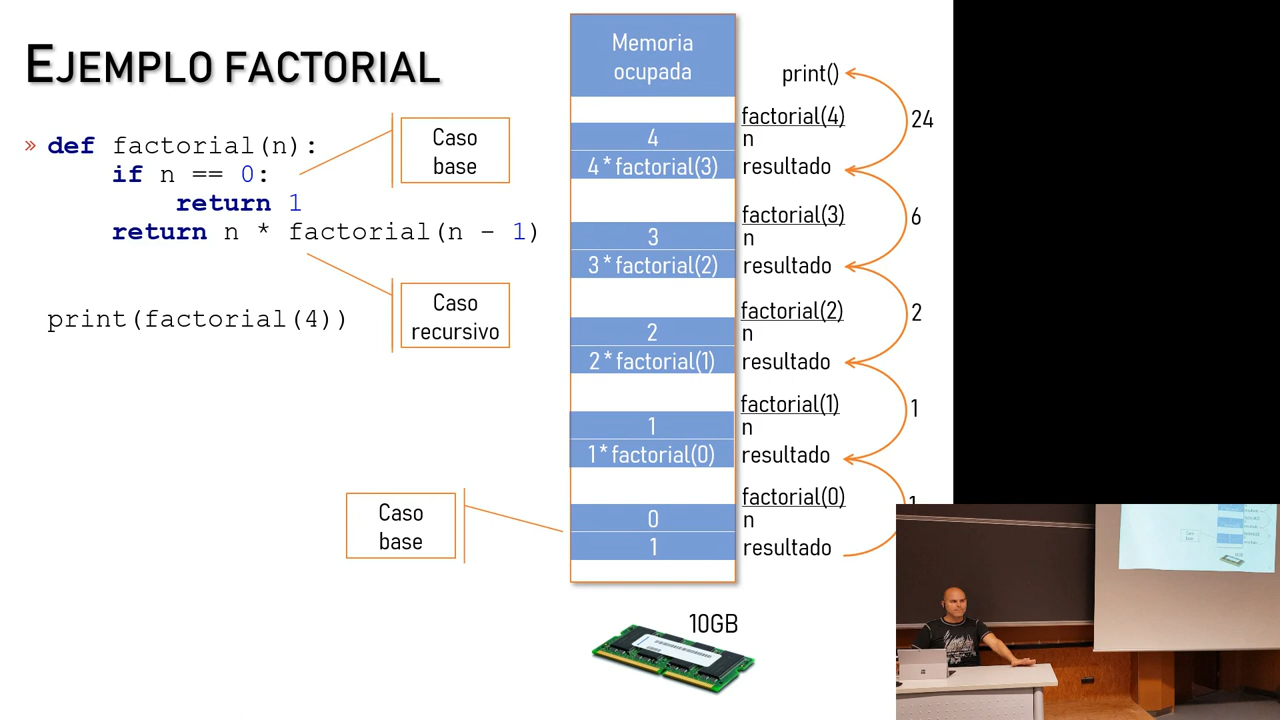 EJEMPLO FACTORIAL
» def factorial(n):
if n == 0:
return 1
return n * factorial(n - 1)
print(factorial(4))
Caso
base
Caso
recursivo
Caso
base
Memoria
ocupada
4
4 * factorial(3)
3
3 * factorial(2)
2
2 * factorial(1)
1
1 * factorial(0)
0
1
print()
factorial(4)
n
resultado
factorial(3)
n
resultado
factorial(2)
n
resultado
factorial(1)
n
resultado
factorial(0)
n
resultado
24
6
2
1
1
10GB